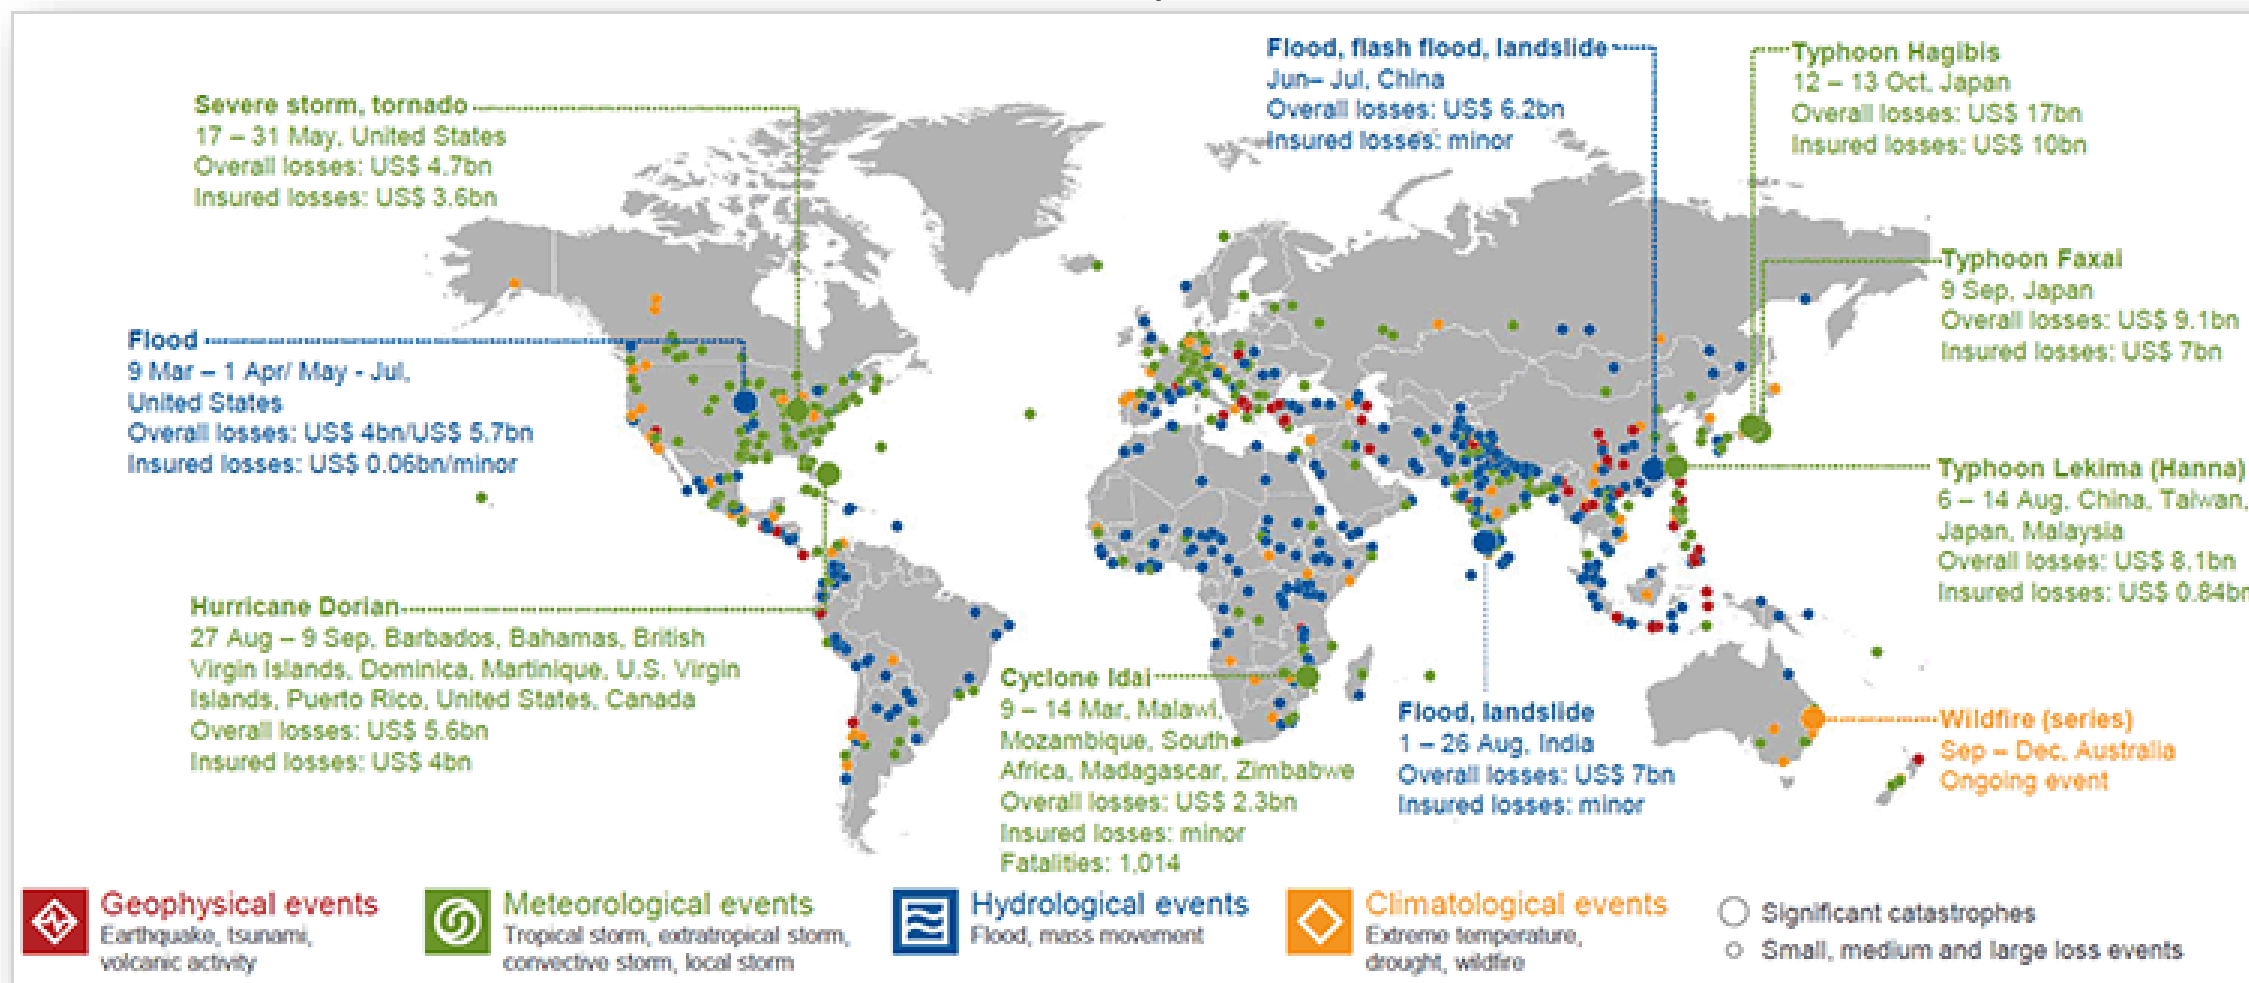 Severe storm, tornado
17 – 31 May, United States
Overall losses: US$ 4.7bn
Insured losses: US$ 3.6bn
Flood, flash flood, landslide
Jun– Jul, China
Overall losses: US$ 6.2bn
Insured losses: minor
Typhoon Hagibis
12 – 13 Oct, Japan
Overall losses: US$ 17bn
Insured losses: US$ 10bn
Typhoon Faxai
9 Sep, Japan
Overall losses: US$ 9.1bn
Insured losses: US$ 7bn
Flood
9 Mar – 1 Apr/ May - Jul,
United States
Overall losses: US$ 4bn/US$ 5.7bn
Insured losses: US$ 0.06bn/minor
Typhoon Lekima (Hanna)
6 – 14 Aug, China, Taiwan,
Japan, Malaysia
Overall losses: US$ 8.1bn
Insured losses: US$ 0.84bn
Hurricane Dorian
27 Aug – 9 Sep, Barbados, Bahamas, British
Virgin Islands, Dominica, Martinique, U.S. Virgin
Islands, Puerto Rico, United States, Canada
Overall losses: US$ 5.6bn
Insured losses: US$ 4bn
Cyclone Idai
9 – 14 Mar, Malawi,
Mozambique, South
Africa, Madagascar, Zimbabwe
Overall losses: US$ 2.3bn
Insured losses: minor
Fatalities: 1,014
Flood, landslide
1 – 26 Aug, India
Overall losses: US$ 7bn
Insured losses: minor
Wildfire (series)
Sep – Dec, Australia
Ongoing event
Geophysical events
Earthquake, tsunami,
volcanic activity
Meteorological events
Tropical storm, extratropical storm,
convective storm, local storm
Hydrological events
Flood, mass movement
Climatological events
Extreme temperature,
drought, wildfire
Significant catastrophes
Small, medium and large loss events